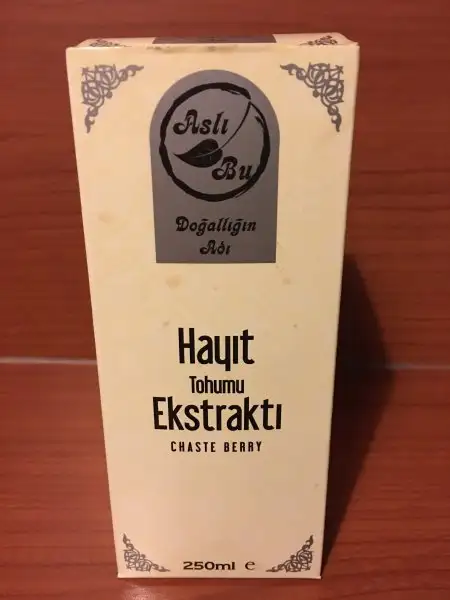 Aslı
Bu
Doğallığın
Adı
Hayıt
Tohumu
Ekstraktı
CHASTE BERRY
250ml e